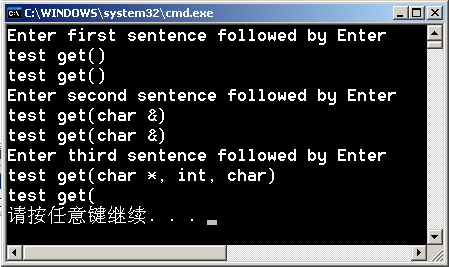 C:\WINDOWS\system32\cmd.exe
Enter first sentence followed by Enter
test get()
test get()
Enter second sentence followed by Enter
test get(char &)
test get(char &)
Enter third sentence followed by Enter
test get(char *, int, char)
test get(
请按任意键继续. . .